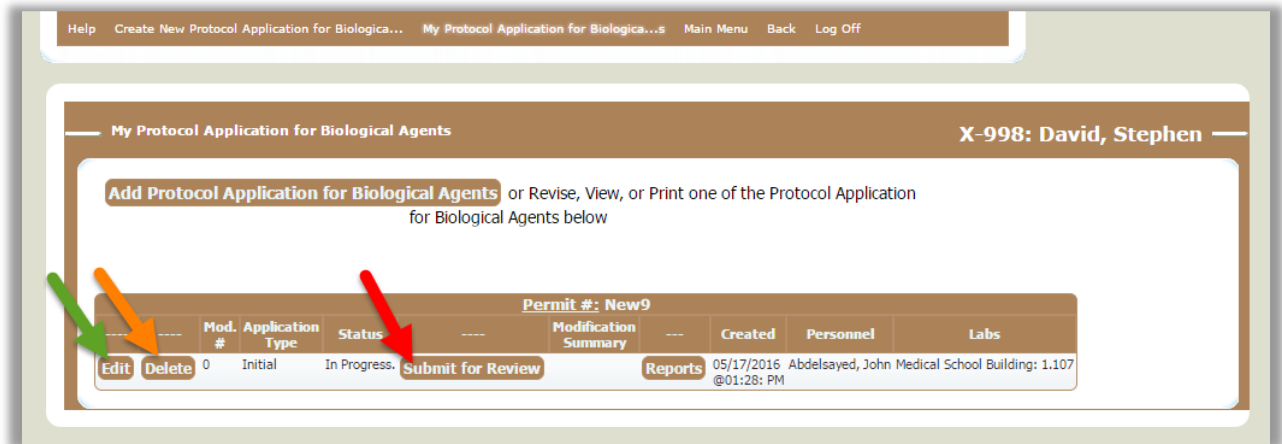 Help Create New Protocol Application for Biologica... My Protocol Application for Biologica...s Main Menu Back Log Off
My Protocol Application for Biological Agents
X-998: David, Stephen
Add Protocol Application for Biological Agents or Revise, View, or Print one of the Protocol Application
for Biological Agents below
Permit #: New9
---- ---- Mod. # Application Type Status ---- Modification Summary --- Created Personnel Labs
Edit Delete 0 Initial In Progress. Submit for Review Reports 05/17/2016 @01:28: PM Abdelsayed, John Medical School Building: 1.107